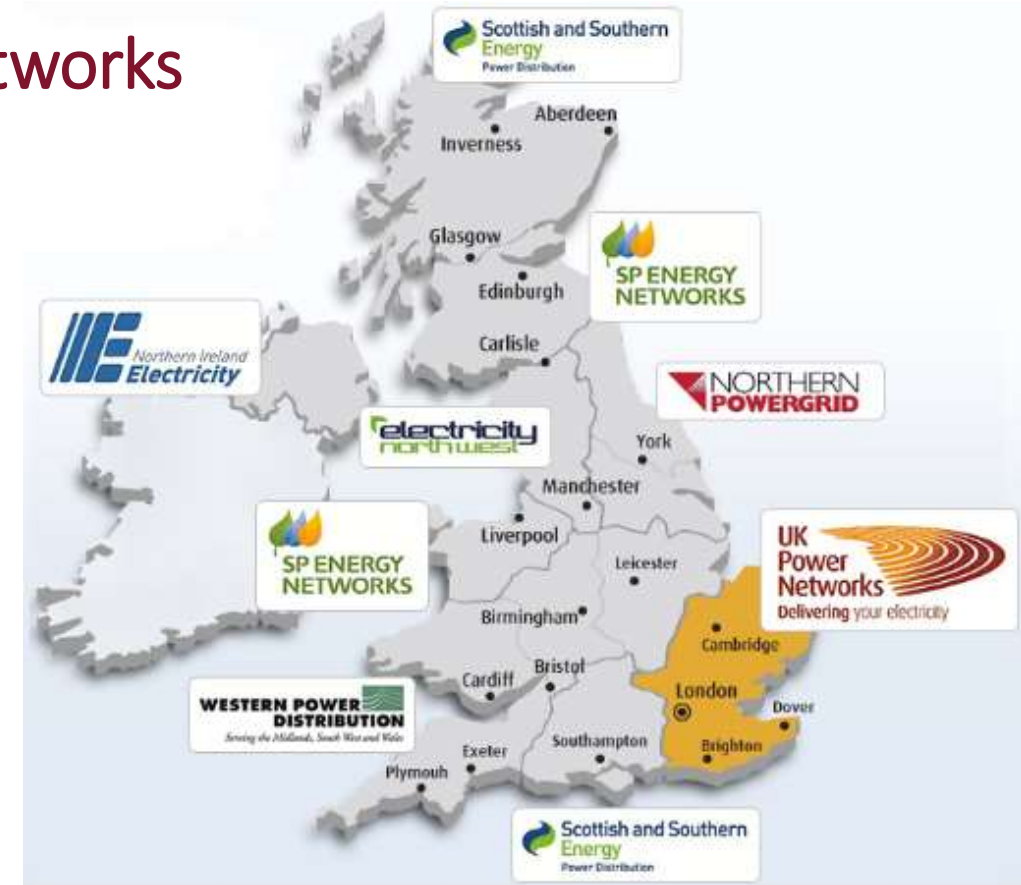 tworks
Scottish and Southern
Energy
Power Distribution
Aberdeen
Inverness
Glasgow
Edinburgh
SP ENERGY
NETWORKS
Northern Ireland
Electricity
Carlisle
NORTHERN
POWERGRID
electricity
north west
York
Manchester
Liverpool
SP ENERGY
NETWORKS
UK
Power
Networks
Delivering your electricity
Leicester
Birmingham
Cambridge
Bristol
Cardiff
London
Dover
WESTERN POWER
DISTRIBUTION
Serving the Midlands, South West and Wales
Southampton
Brighton
Exeter
Plymouh
Scottish and Southern
Energy
Power Distribution